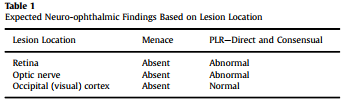 Table 1
Expected Neuro-ophthalmic Findings Based on Lesion Location
Lesion Location Menace PLR—Direct and Consensual
Retina Absent Abnormal
Optic nerve Absent Abnormal
Occipital (visual) cortex Absent Normal